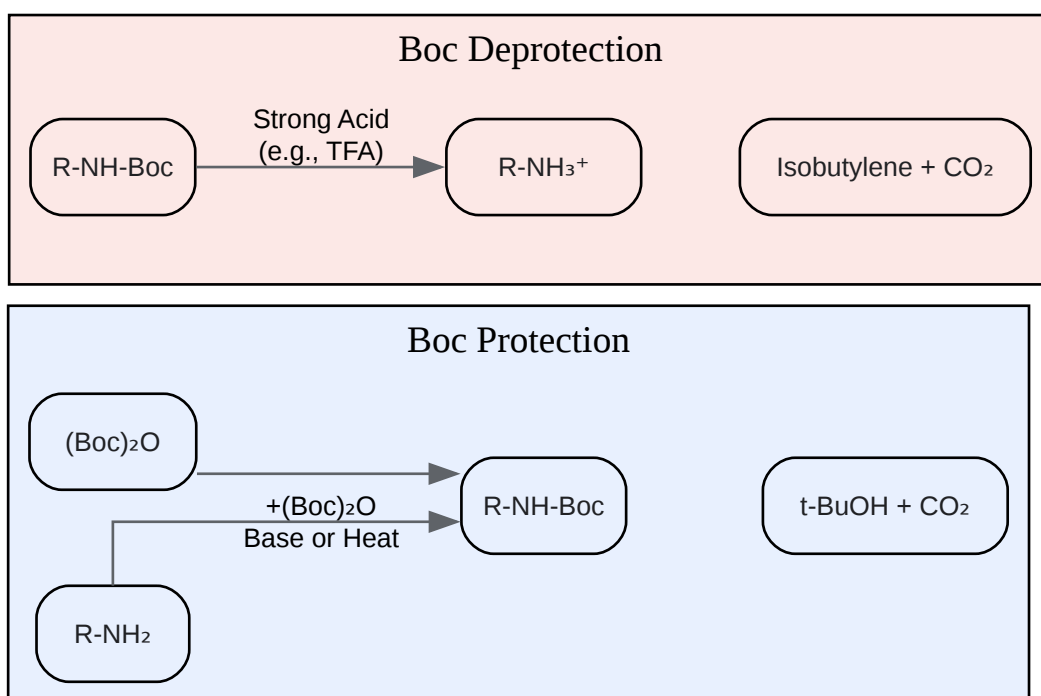 Boc Deprotection
Strong Acid
(e.g., TFA)
R-NH-Boc
R-NH₃⁺
Isobutylene + CO₂
Boc Protection
(Boc)₂O
+(Boc)₂O
Base or Heat
R-NH-Boc
t-BuOH + CO₂
R-NH₂